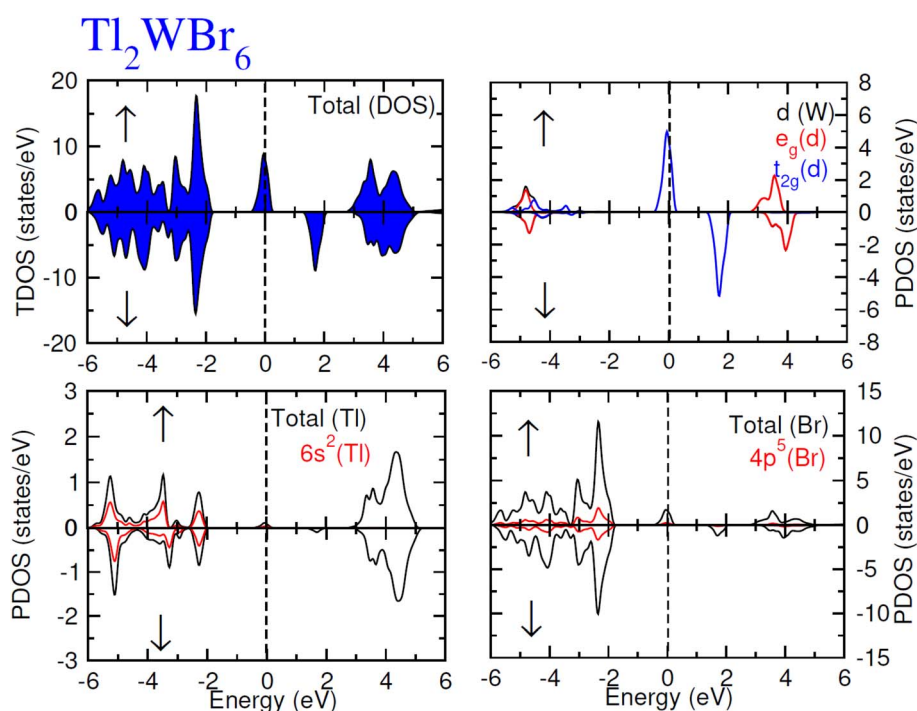 Tl₂WBr₆
TDOS (states/eV)
20
10
0
-10
-20
↑
↓
Total (DOS)
-6 -4 -2 0 2 4 6
↑
↓
d (W)
e_g(d)
t_2g(d)
8
6
4
2
0
-2
-4
-6
-8
PDOS (states/eV)
-6 -4 -2 0 2 4 6
PDOS (states/eV)
3
2
1
0
-1
-2
-3
↑
↓
Total (Tl)
6s²(Tl)
-6 -4 -2 0 2 4 6
Energy (eV)
↑
↓
Total (Br)
4p⁵(Br)
15
10
5
0
-5
-10
-15
PDOS (states/eV)
-6 -4 -2 0 2 4 6
Energy (eV)